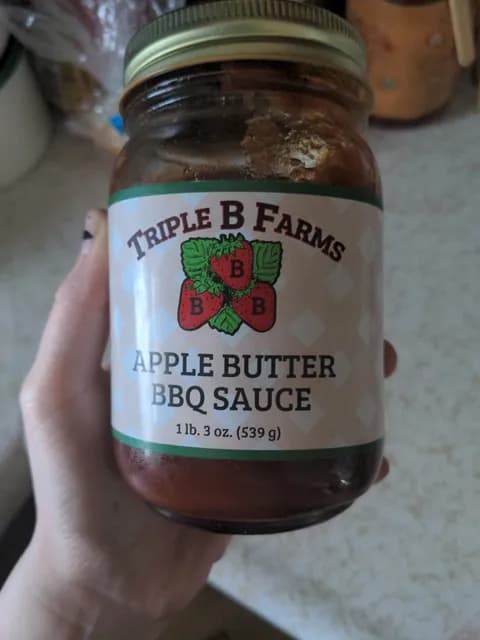 TRIPLE B FARMS
B
B B
APPLE BUTTER
BBQ SAUCE
1 lb. 3 oz. (539 g)